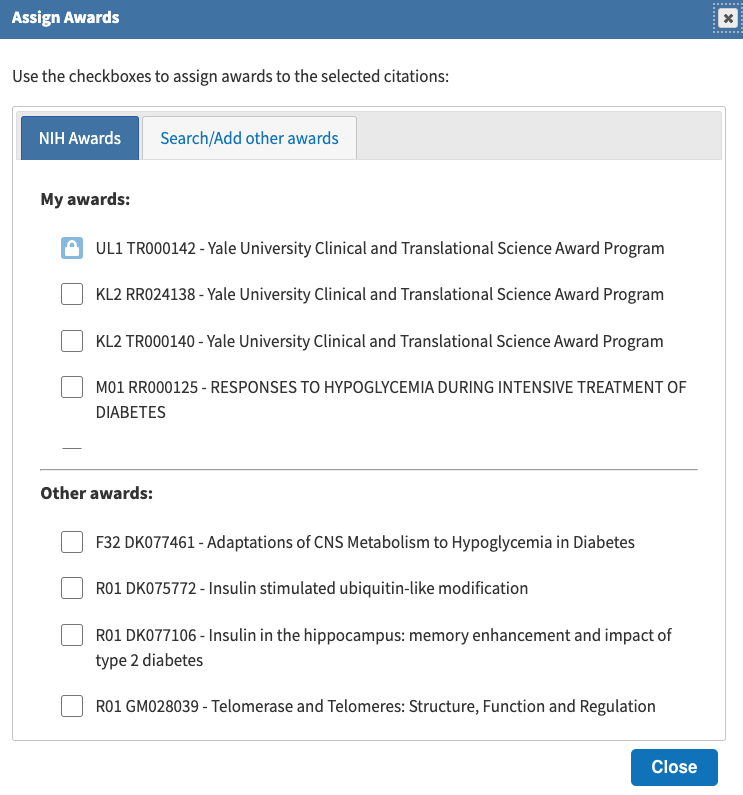 Assign Awards
Use the checkboxes to assign awards to the selected citations:
NIH Awards
Search/Add other awards
My awards:
UL1 TR000142 - Yale University Clinical and Translational Science Award Program
KL2 RR024138 - Yale University Clinical and Translational Science Award Program
KL2 TR000140 - Yale University Clinical and Translational Science Award Program
M01 RR000125 - RESPONSES TO HYPOGLYCEMIA DURING INTENSIVE TREATMENT OF
DIABETES
Other awards:
F32 DK077461 - Adaptations of CNS Metabolism to Hypoglycemia in Diabetes
R01 DK075772 - Insulin stimulated ubiquitin-like modification
R01 DK077106 - Insulin in the hippocampus: memory enhancement and impact of
type 2 diabetes
R01 GM028039 - Telomerase and Telomeres: Structure, Function and Regulation
Close